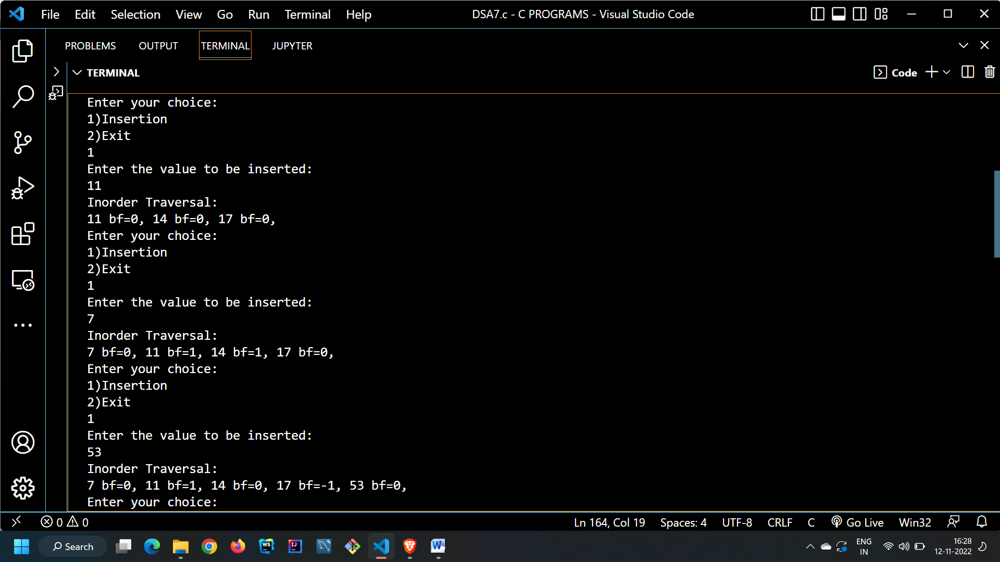 File Edit Selection View Go Run Terminal Help DSA7.c - C PROGRAMS - Visual Studio Code
PROBLEMS OUTPUT TERMINAL JUPYTER
TERMINAL Code
Enter your choice:
1)Insertion
2)Exit
1
Enter the value to be inserted:
11
Inorder Traversal:
11 bf=0, 14 bf=0, 17 bf=0,
Enter your choice:
1)Insertion
2)Exit
1
Enter the value to be inserted:
7
Inorder Traversal:
7 bf=0, 11 bf=1, 14 bf=1, 17 bf=0,
Enter your choice:
1)Insertion
2)Exit
1
Enter the value to be inserted:
53
Inorder Traversal:
7 bf=0, 11 bf=1, 14 bf=0, 17 bf=-1, 53 bf=0,
Enter your choice:
0 0 Ln 164, Col 19 Spaces: 4 UTF-8 CRLF C Go Live Win32
Search WS IJ W ENG 16:28
IN 12-11-2022